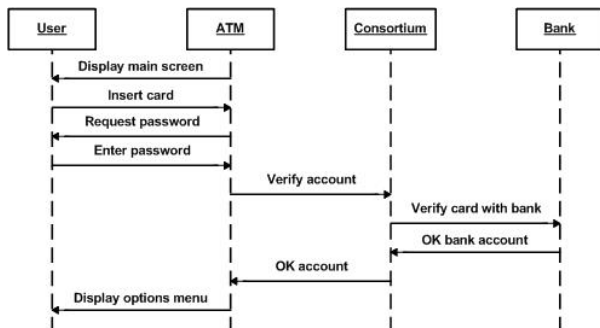 User
ATM
Consortium
Bank
Display main screen
Insert card
Request password
Enter password
Verify account
Verify card with bank
OK bank account
OK account
Display options menu